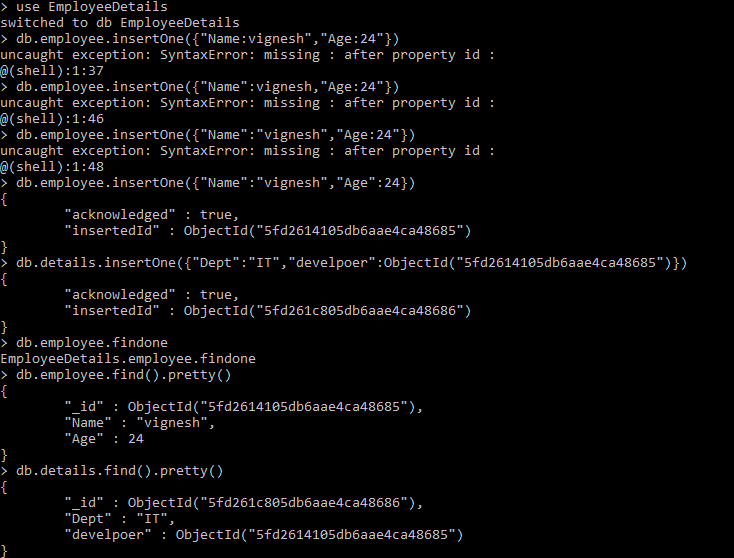 > use EmployeeDetails
switched to db EmployeeDetails
> db.employee.insertOne({"Name:vignesh","Age:24"})
uncaught exception: SyntaxError: missing : after property id :
@(shell):1:37
> db.employee.insertOne({"Name":vignesh,"Age:24"})
uncaught exception: SyntaxError: missing : after property id :
@(shell):1:46
> db.employee.insertOne({"Name":"vignesh","Age:24"})
uncaught exception: SyntaxError: missing : after property id :
@(shell):1:48
> db.employee.insertOne({"Name":"vignesh","Age":24})
{
        "acknowledged" : true,
        "insertedId" : ObjectId("5fd2614105db6aae4ca48685")
}
> db.details.insertOne({"Dept":"IT","develpoer":ObjectId("5fd2614105db6aae4ca48685")})
{
        "acknowledged" : true,
        "insertedId" : ObjectId("5fd261c805db6aae4ca48686")
}
> db.employee.findone
EmployeeDetails.employee.findone
> db.employee.find().pretty()
{
        "_id" : ObjectId("5fd2614105db6aae4ca48685"),
        "Name" : "vignesh",
        "Age" : 24
}
> db.details.find().pretty()
{
        "_id" : ObjectId("5fd261c805db6aae4ca48686"),
        "Dept" : "IT",
        "develpoer" : ObjectId("5fd2614105db6aae4ca48685")
}